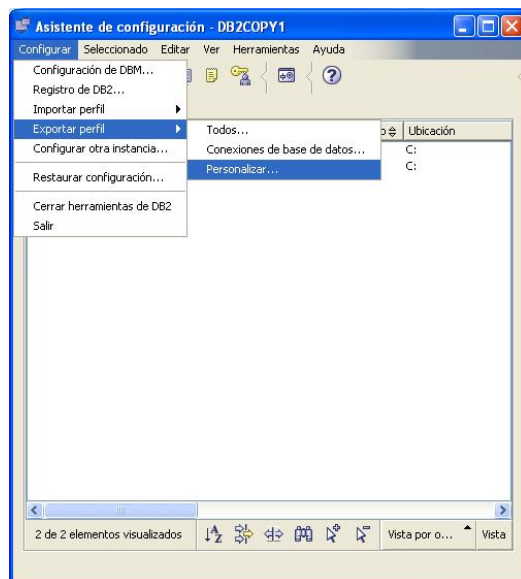 Asistente de configuración - DB2COPY1
Configurar Seleccionado Editar Ver Herramientas Ayuda
Configuración de DBM...
Registro de DB2...
Importar perfil
Exportar perfil
Configurar otra instancia...
Restaurar configuración...
Cerrar herramientas de DB2
Salir
Todos...
Conexiones de base de datos...
Personalizar...
Ubicación
C:
C:
2 de 2 elementos visualizados
Vista por o...
Vista